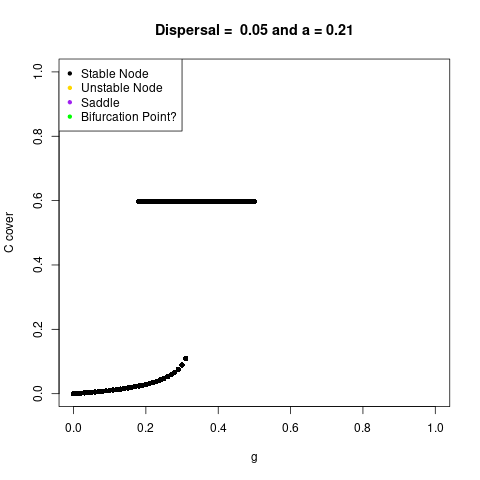 Dispersal =  0.05 and a = 0.21
Stable Node
Unstable Node
Saddle
Bifurcation Point?
C cover
1.0
0.8
0.6
0.4
0.2
0.0
0.0 0.2 0.4 0.6 0.8 1.0
g